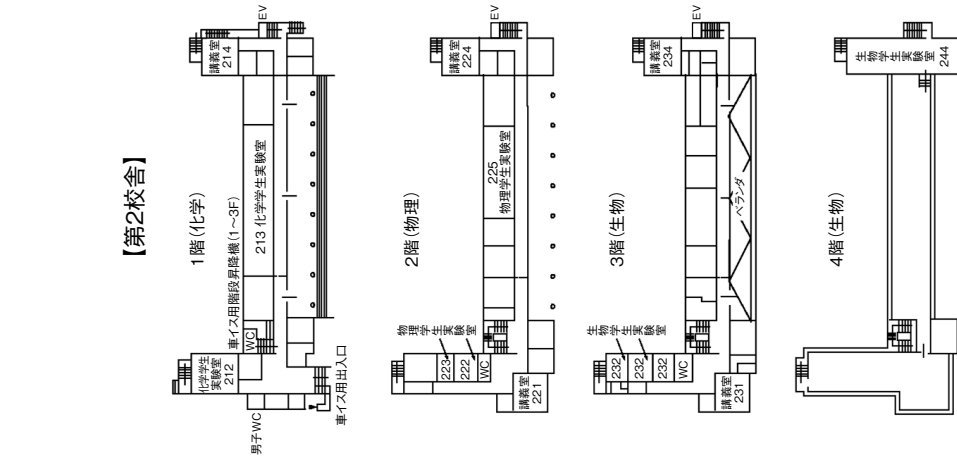 【第2校舎】
1階(化学)
EV
講義室
214
213 化学学生実験室
車イス用階段昇降機(1~3F)
WC
化学学生
実験室
212
男子WC
車イス用出入口
2階(物理)
EV
講義室
224
225
物理学生実験室
物理学生実験室
223
222
WC
講義室
221
3階(生物)
EV
講義室
234
ベランダ
生物学生実験室
232
232
232
WC
講義室
231
4階(生物)
生物学生実験室
244